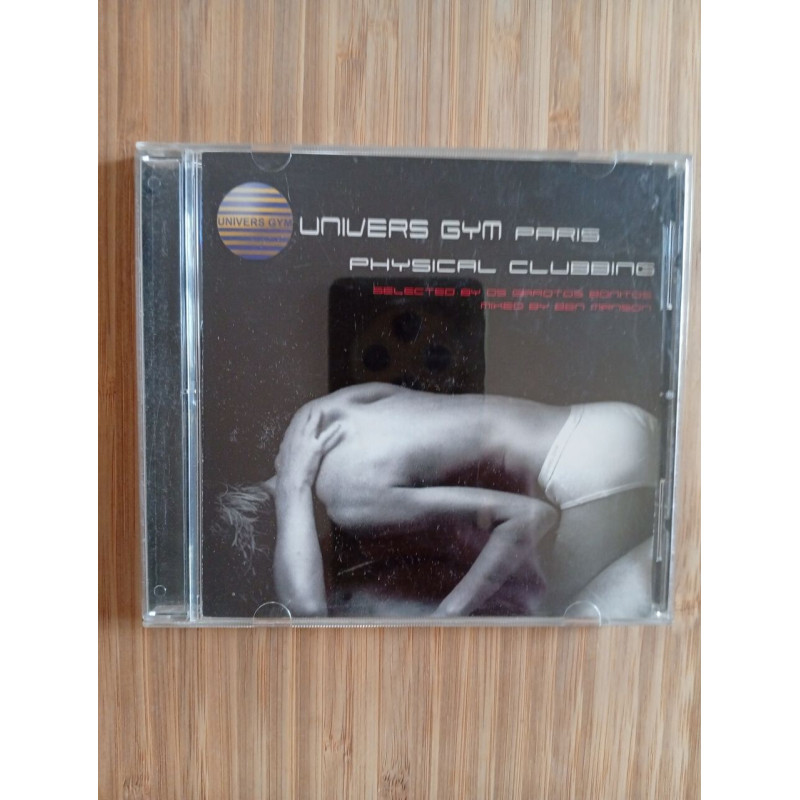 UNIVERS GYM
UNIVERS GYM PARIS
PHYSICAL CLUBBING
SELECTED BY OS GAROTOS BONITOS
MIXED BY BEN MANSON